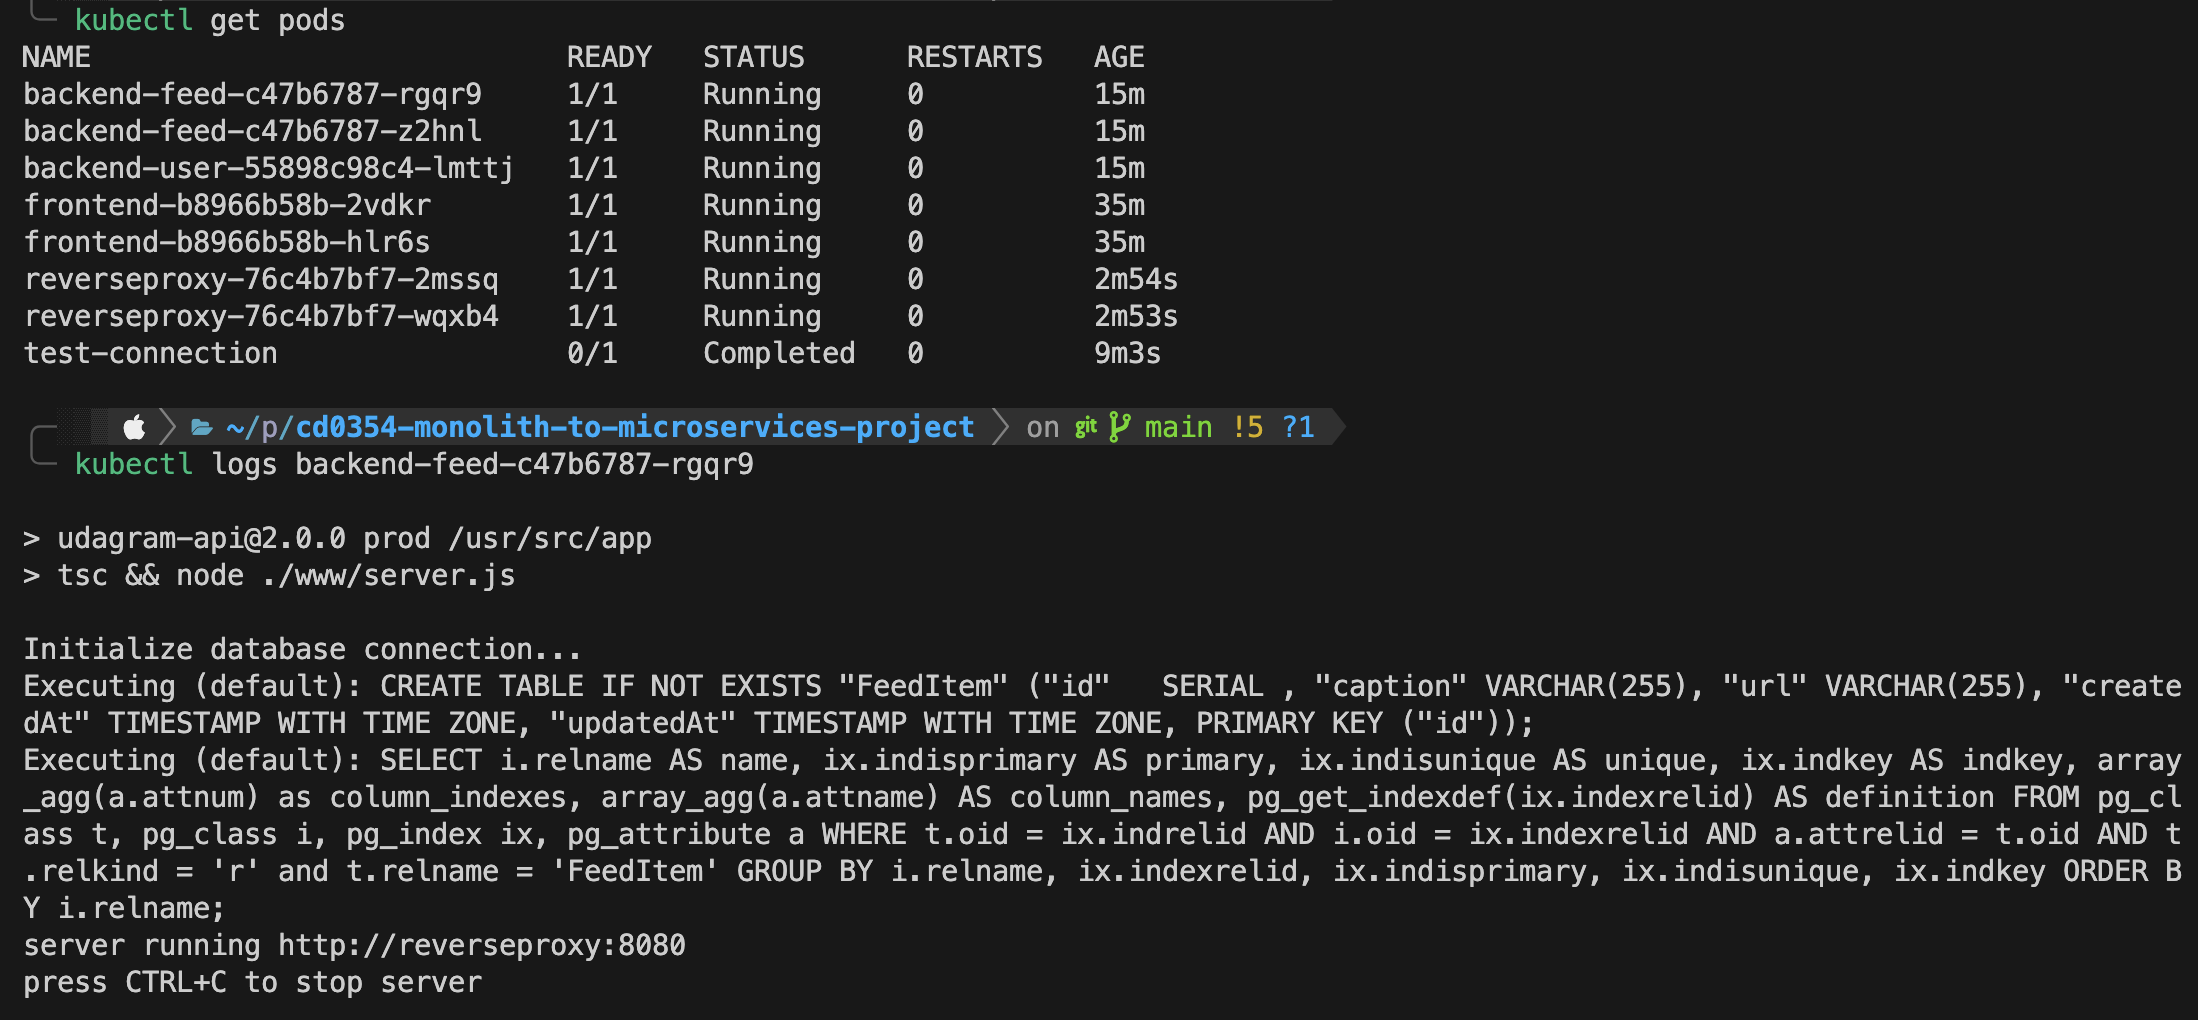 kubectl get pods
NAME READY STATUS RESTARTS AGE
backend-feed-c47b6787-rgqr9 1/1 Running 0 15m
backend-feed-c47b6787-z2hnl 1/1 Running 0 15m
backend-user-55898c98c4-lmttj 1/1 Running 0 15m
frontend-b8966b58b-2vdkr 1/1 Running 0 35m
frontend-b8966b58b-hlr6s 1/1 Running 0 35m
reverseproxy-76c4b7bf7-2mssq 1/1 Running 0 2m54s
reverseproxy-76c4b7bf7-wqxb4 1/1 Running 0 2m53s
test-connection 0/1 Completed 0 9m3s
~/p/cd0354-monolith-to-microservices-project on git main !5 ?1
kubectl logs backend-feed-c47b6787-rgqr9
> udagram-api@2.0.0 prod /usr/src/app
> tsc && node ./www/server.js
Initialize database connection...
Executing (default): CREATE TABLE IF NOT EXISTS "FeedItem" ("id"   SERIAL , "caption" VARCHAR(255), "url" VARCHAR(255), "create
dAt" TIMESTAMP WITH TIME ZONE, "updatedAt" TIMESTAMP WITH TIME ZONE, PRIMARY KEY ("id"));
Executing (default): SELECT i.relname AS name, ix.indisprimary AS primary, ix.indisunique AS unique, ix.indkey AS indkey, array
_agg(a.attnum) as column_indexes, array_agg(a.attname) AS column_names, pg_get_indexdef(ix.indexrelid) AS definition FROM pg_cl
ass t, pg_class i, pg_index ix, pg_attribute a WHERE t.oid = ix.indrelid AND i.oid = ix.indexrelid AND a.attrelid = t.oid AND t
.relkind = 'r' and t.relname = 'FeedItem' GROUP BY i.relname, ix.indexrelid, ix.indisprimary, ix.indisunique, ix.indkey ORDER B
Y i.relname;
server running http://reverseproxy:8080
press CTRL+C to stop server